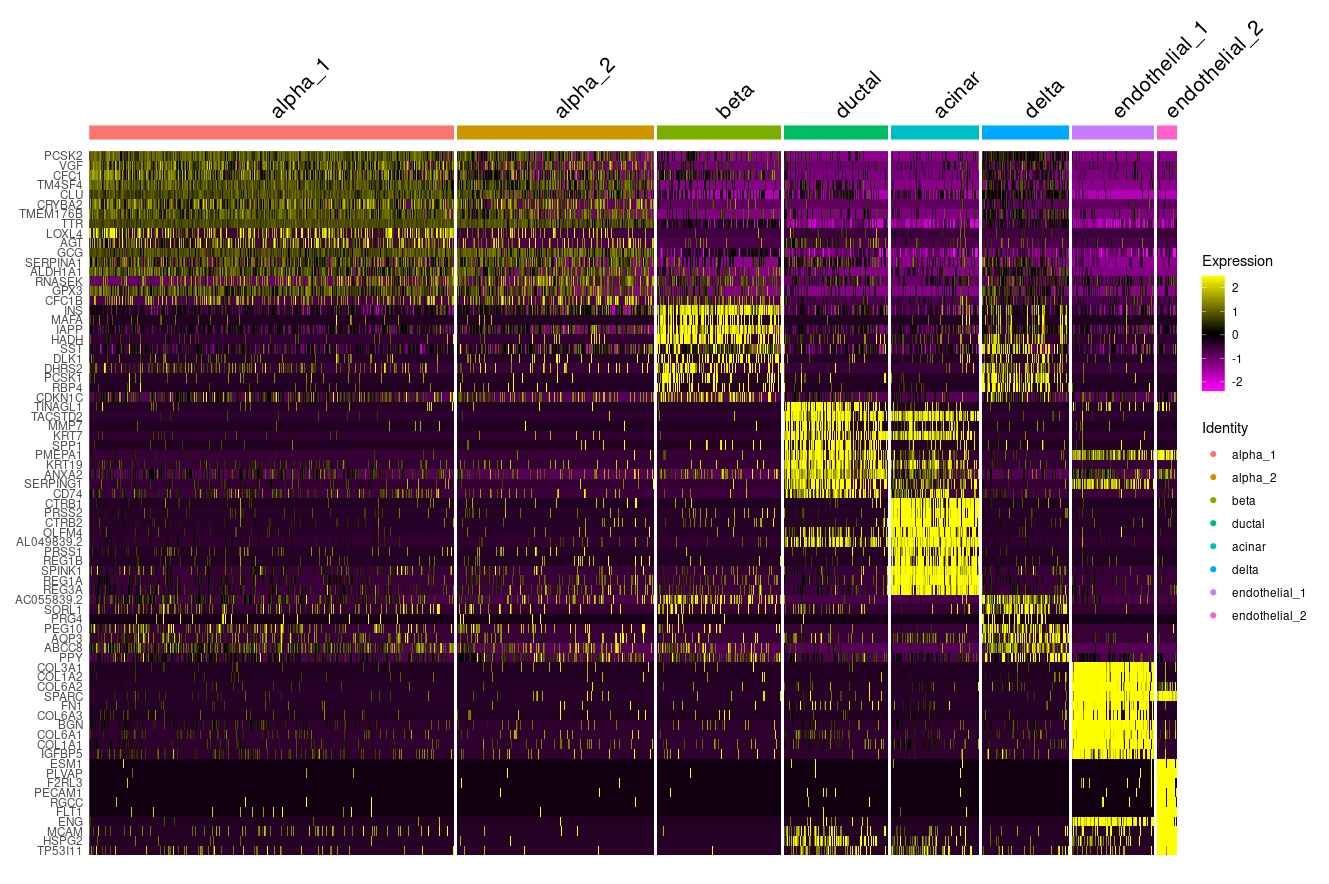 alpha_1
alpha_2
beta
ductal
acinar
delta
endothelial_1
endothelial_2
PCSK2
VGF
CFC1
TM4SF4
CLU
CRYBA2
TMEM176B
TTR
LOXL4
AGT
GCG
SERPINA1
ALDH1A1
RNASEK
GPX3
CFC1B
INS
MAFA
IAPP
HADH
SST
DLK1
DHRS2
PCSK1
RBP4
CDKN1C
TINAGL1
TACSTD2
MMP7
KRT7
SPP1
PMEPA1
KRT19
ANXA2
SERPING1
CD74
CTRB1
PRSS2
CTRB2
OLFM4
AL049839.2
PRSS1
REG1B
SPINK1
REG1A
REG3A
AC055839.2
SORL1
PRG4
PEG10
AQP3
ABCC8
PPY
COL3A1
COL1A2
COL6A2
SPARC
FN1
COL6A3
BGN
COL6A1
COL1A1
IGFBP5
ESM1
PLVAP
F2RL3
PECAM1
RGCC
FLT1
ENG
MCAM
HSPG2
TP53I11
Expression
2
1
0
-1
-2
Identity
alpha_1
alpha_2
beta
ductal
acinar
delta
endothelial_1
endothelial_2